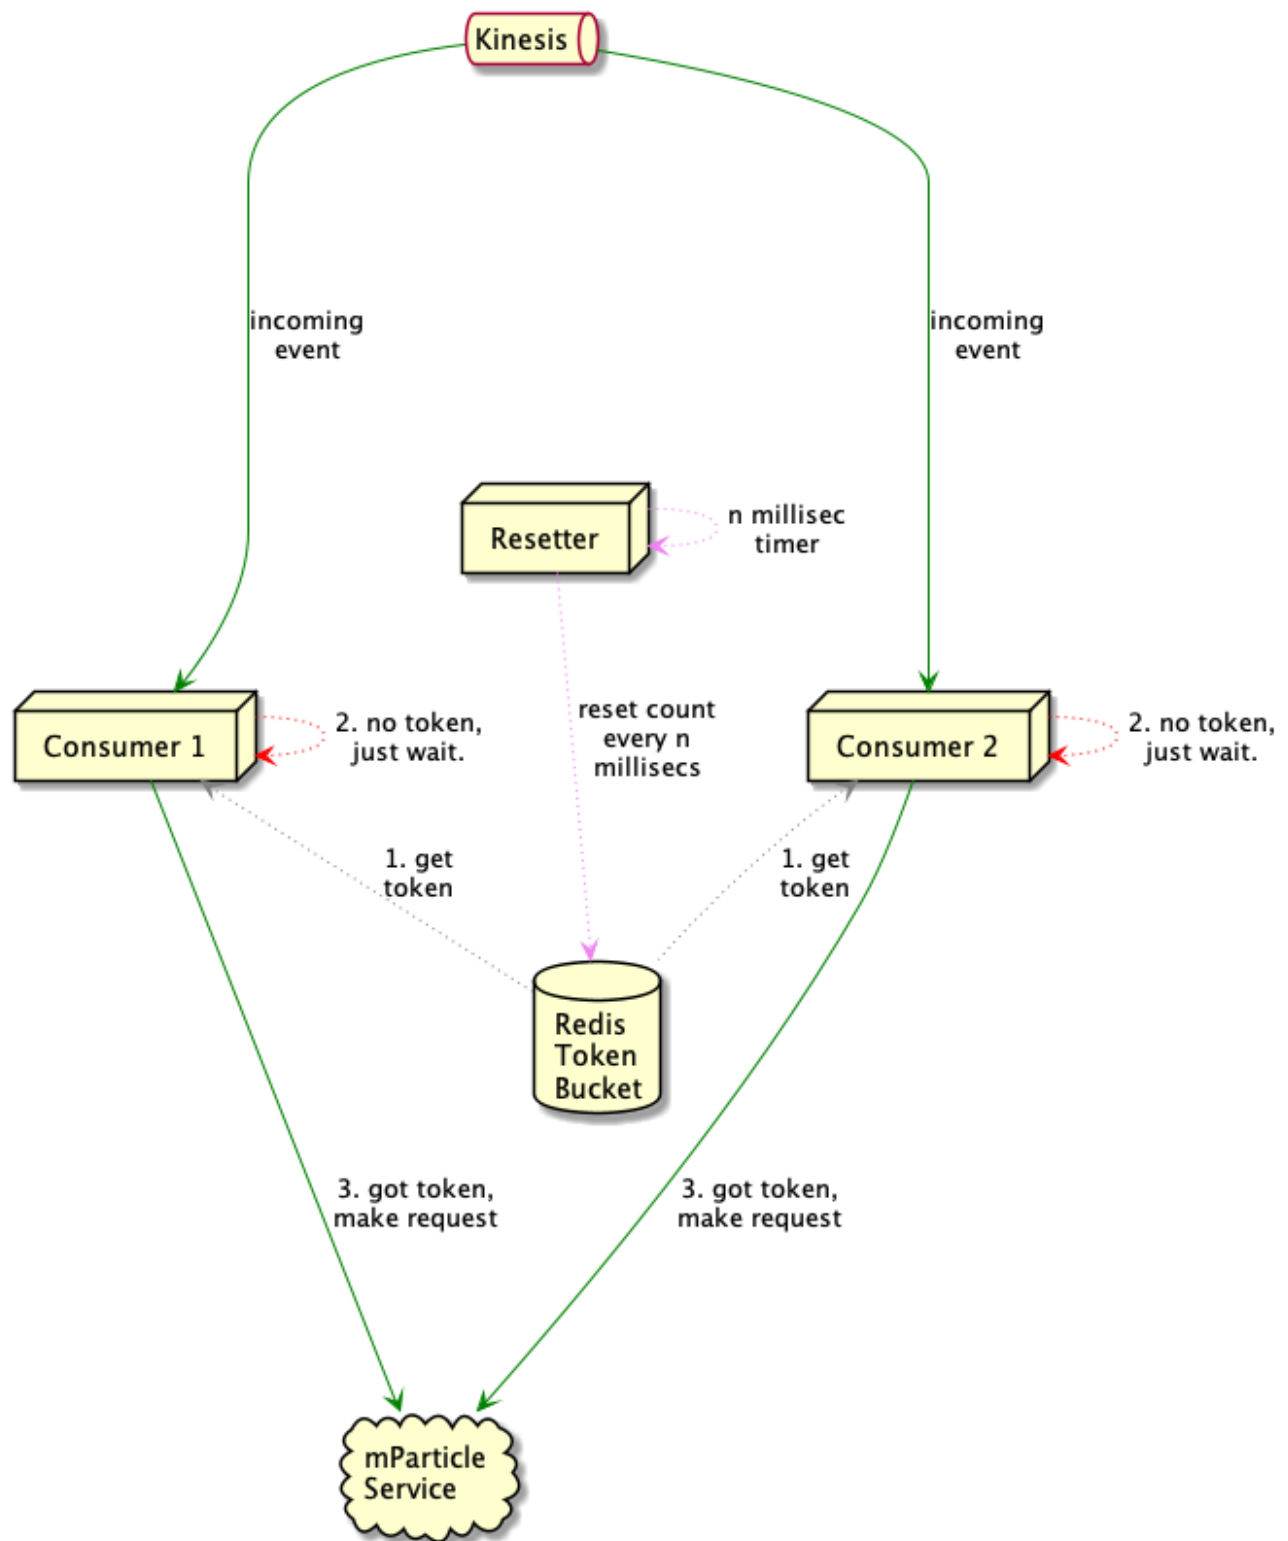 Kinesis
incoming
event
incoming
event
Resetter
n millisec
timer
Consumer 1
2. no token,
just wait.
reset count
every n
millisecs
Consumer 2
2. no token,
just wait.
1. get
token
1. get
token
Redis
Token
Bucket
3. got token,
make request
3. got token,
make request
mParticle
Service